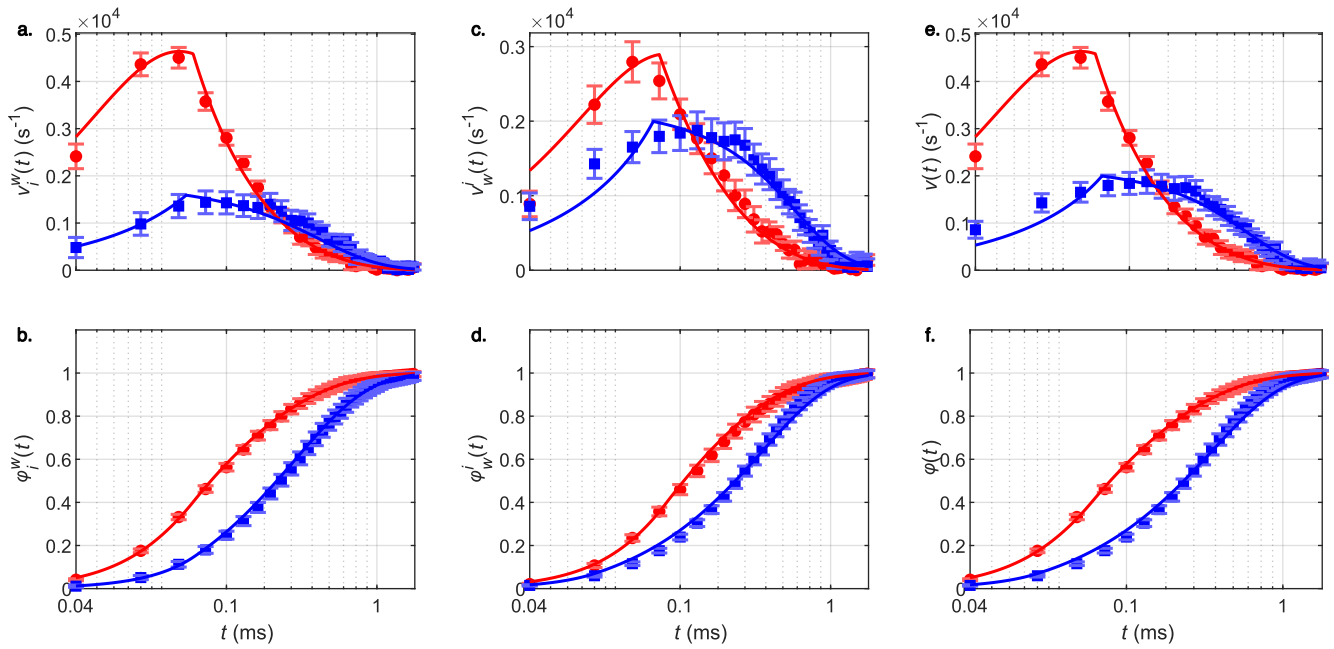 a. ×10⁴ c. ×10⁴ e. ×10⁴
0.5 0.4 0.3 0.2 0.1 0
v_i^w(t) (s⁻¹)
0.3 0.2 0.1 0
v_w^i(t) (s⁻¹)
0.5 0.4 0.3 0.2 0.1 0
v(t) (s⁻¹)
b. d. f.
1 0.8 0.6 0.4 0.2 0
φ_i^w(t)
1 0.8 0.6 0.4 0.2 0
φ_w^i(t)
1 0.8 0.6 0.4 0.2 0
φ(t)
0.04 0.1 1 0.04 0.1 1 0.04 0.1 1
t (ms) t (ms) t (ms)